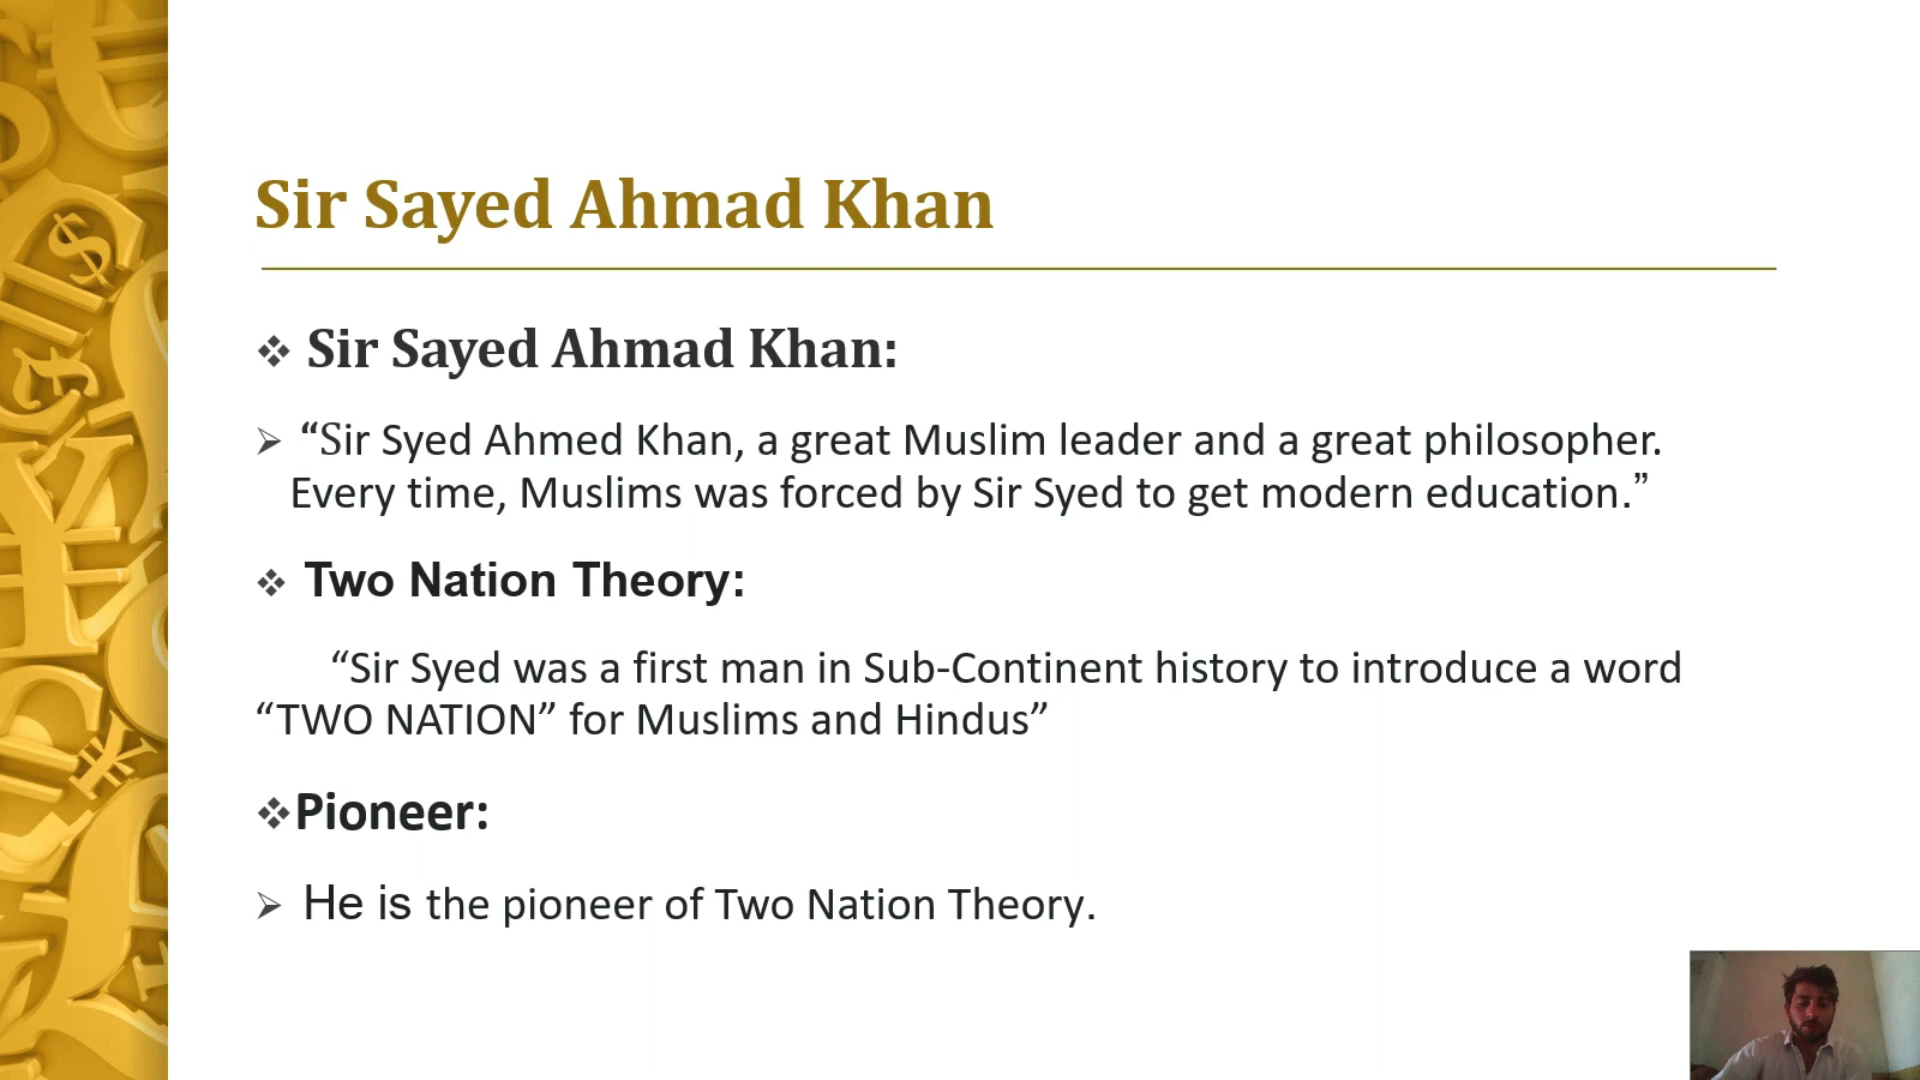 Sir Sayed Ahmad Khan
❖ Sir Sayed Ahmad Khan:
➢ “Sir Syed Ahmed Khan, a great Muslim leader and a great philosopher.
Every time, Muslims was forced by Sir Syed to get modern education.”
❖ Two Nation Theory:
“Sir Syed was a first man in Sub-Continent history to introduce a word
“TWO NATION” for Muslims and Hindus”
❖Pioneer:
➢ He is the pioneer of Two Nation Theory.